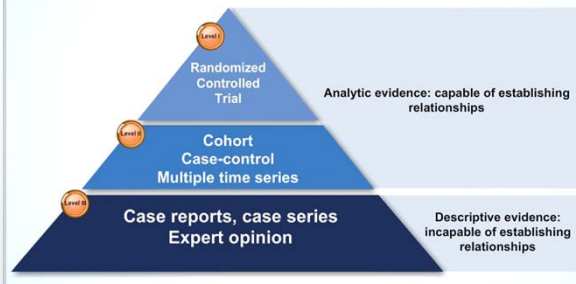 Level I
Randomized
Controlled
Trial
Analytic evidence: capable of establishing
relationships
Level II
Cohort
Case-control
Multiple time series
Level III
Case reports, case series
Expert opinion
Descriptive evidence:
incapable of establishing
relationships